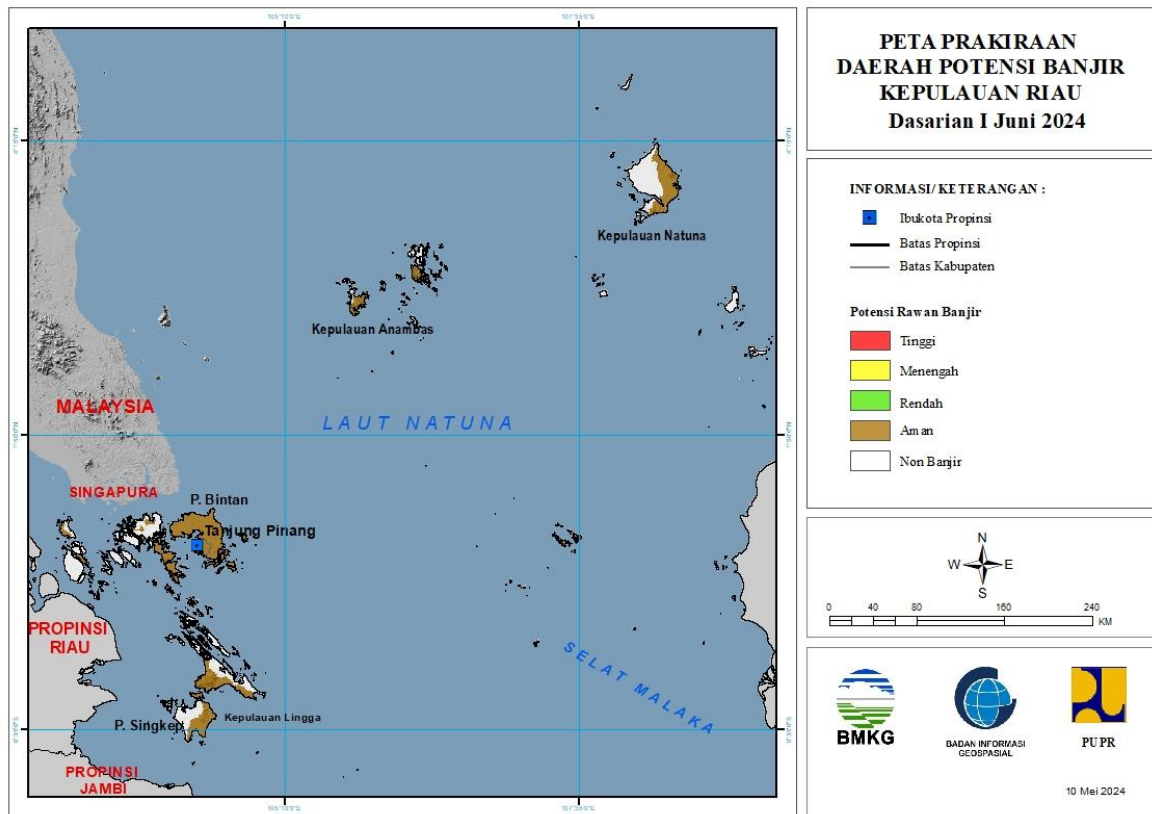 PETA PRAKIRAAN
DAERAH POTENSI BANJIR
KEPULAUAN RIAU
Dasarian I Juni 2024
INFORMASI/ KETERANGAN :
Ibukota Propinsi
Batas Propinsi
Batas Kabupaten
Potensi Rawan Banjir
Tinggi
Menengah
Rendah
Aman
Non Banjir
N
W E
S
0 40 80 160 240
KM
BMKG
BADAN INFORMASI
GEOSPASIAL
PUPR
10 Mei 2024
Kepulauan Natuna
Kepulauan Anambas
MALAYSIA
LAUT NATUNA
SINGAPURA
P. Bintan
Tanjung Pinang
PROPINSI
RIAU
SELAT MALAKA
Kepulauan Lingga
P. Singkep
PROPINSI
JAMBI